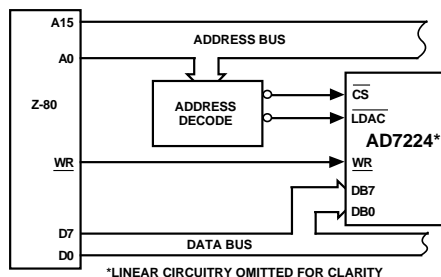 A15
ADDRESS BUS
A0
Z-80
ADDRESS
DECODE
CS
LDAC
AD7224*
WR
WR
DB7
DB0
D7
DATA BUS
D0
*LINEAR CIRCUITRY OMITTED FOR CLARITY